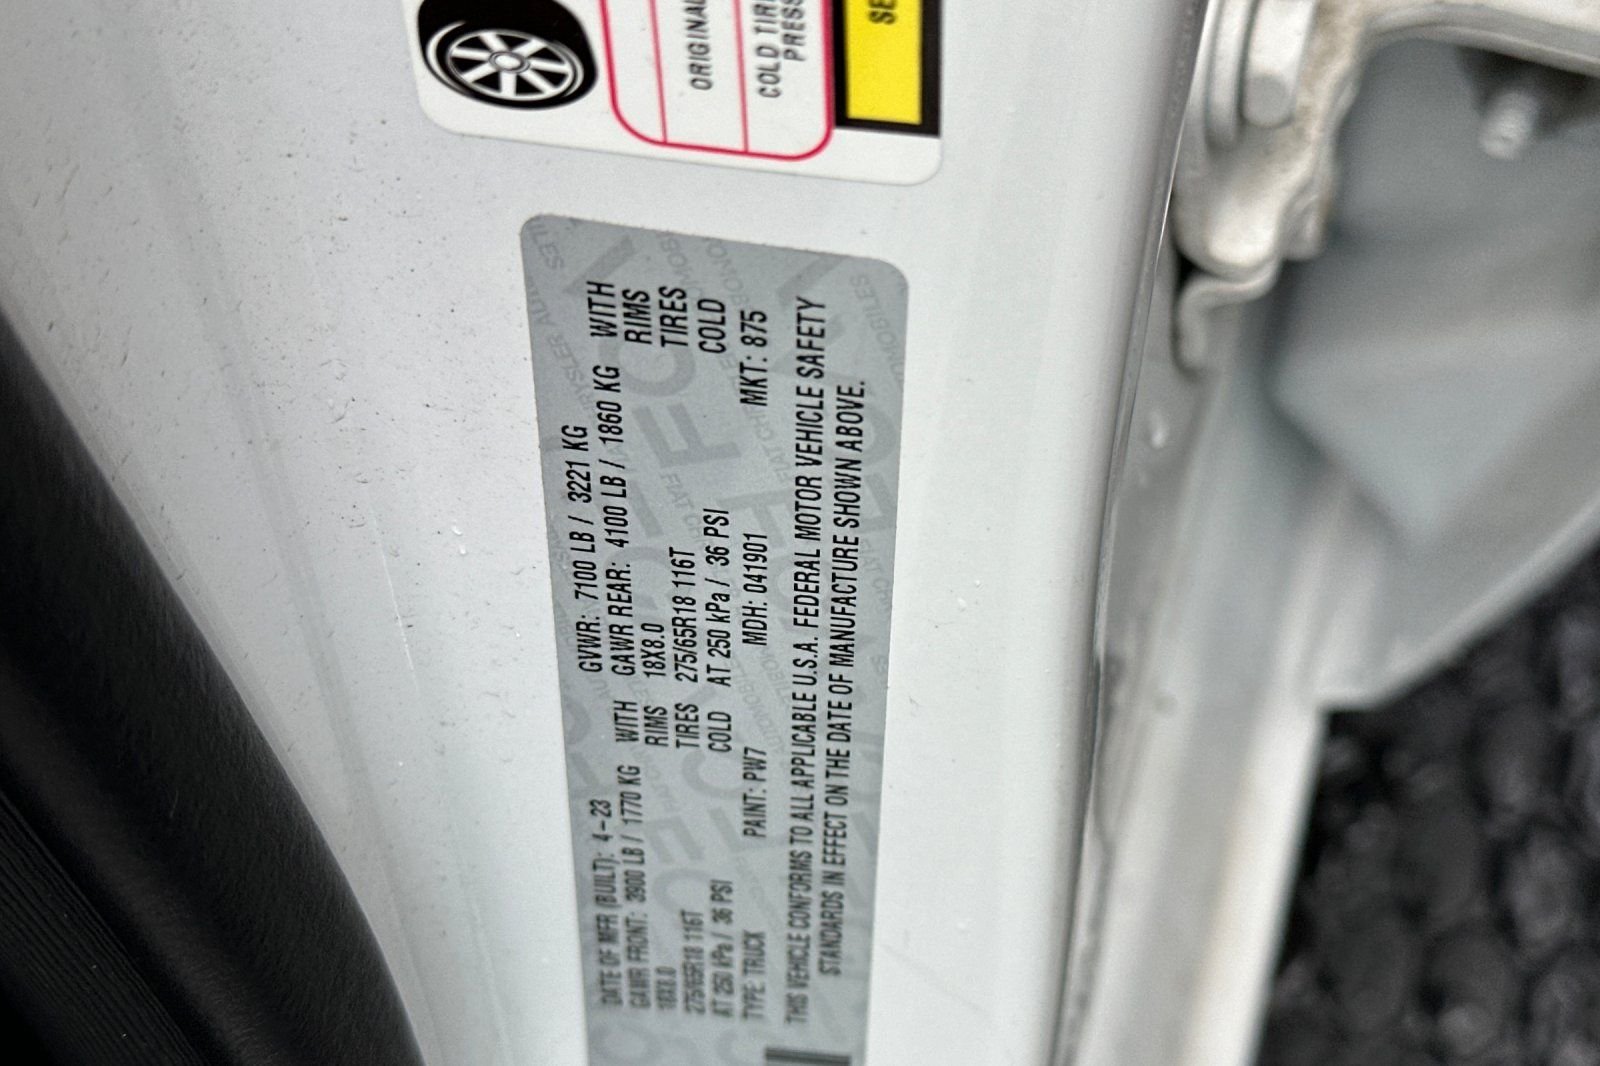 ORIGINAL
COLD TIRE
PRESS
SE
DATE OF MFR (BUILT): 4-23 GVWR: 7100 LB / 3221 KG
GAWR FRONT: 3900 LB / 1770 KG WITH GAWR REAR: 4100 LB / 1860 KG WITH
18X8.0 RIMS 18X8.0 RIMS
275/65R18 116T TIRES 275/65R18 116T TIRES
AT 250 kPa / 36 PSI COLD AT 250 kPa / 36 PSI COLD
TYPE TRUCK PAINT: PW7 MDH: 041901 MKT: 875
THIS VEHICLE CONFORMS TO ALL APPLICABLE U.S.A. FEDERAL MOTOR VEHICLE SAFETY
STANDARDS IN EFFECT ON THE DATE OF MANUFACTURE SHOWN ABOVE.